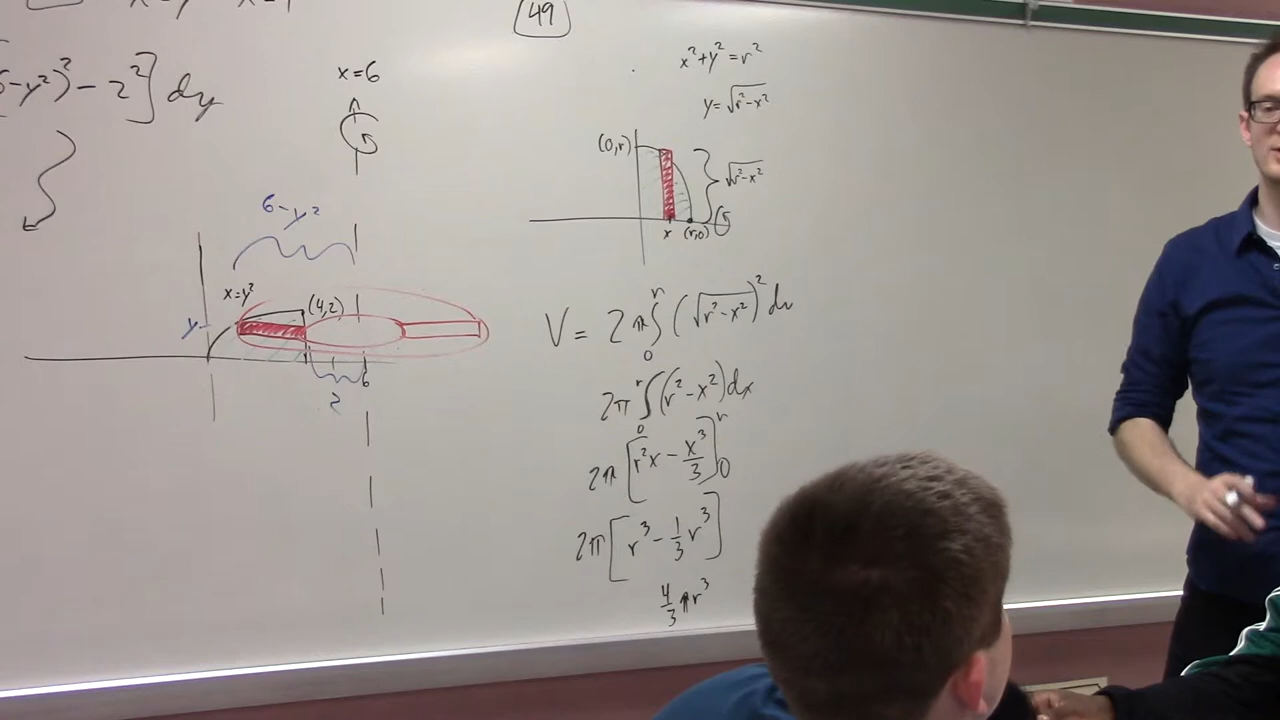 6-y²)² - 2²] dy
x=6
6-y²
x=y²
(4,2)
y
6
2
49
x²+y²=r²
y=√r²-x²
(0,r)
√r²-x²
x (r,0)
V = 2π∫₀ʳ (√r²-x²)² dx
2π∫₀ʳ(r²-x²)dx
2π[r²x - x³/3]₀ʳ
2π[r³ - 1/3 r³]
4/3 πr³